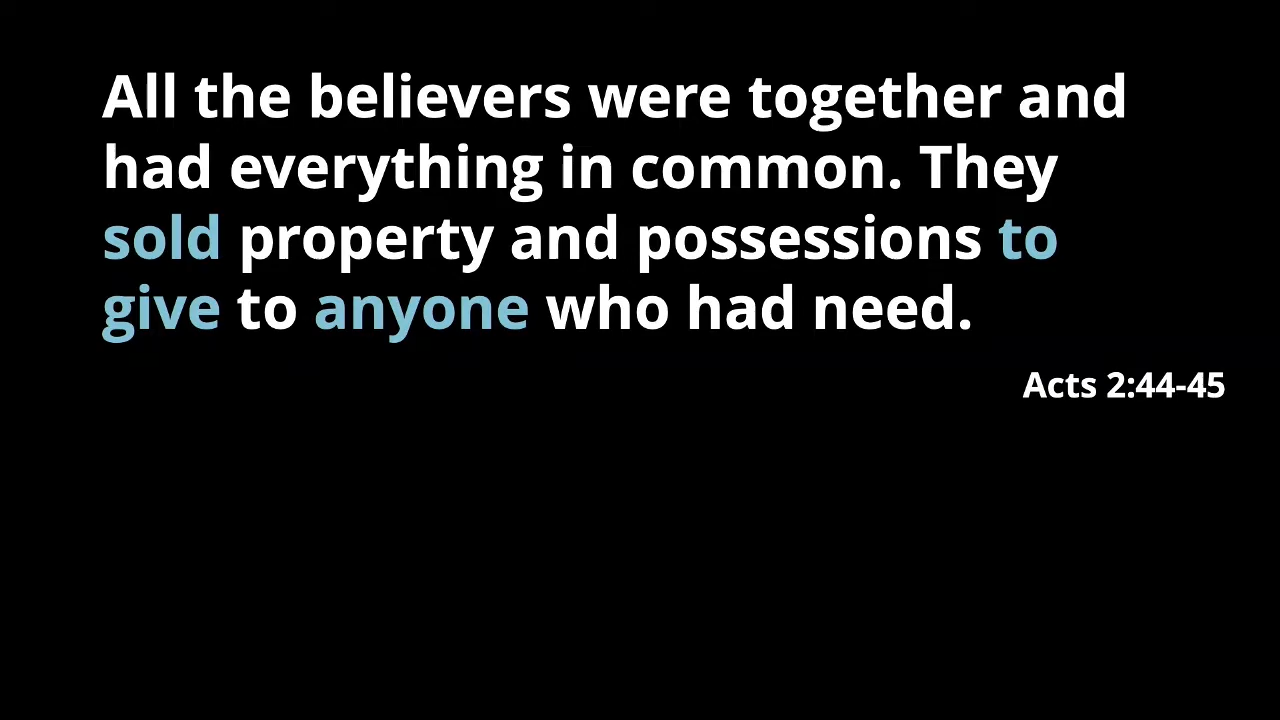 All the believers were together and
had everything in common. They
sold property and possessions to
give to anyone who had need.
Acts 2:44-45